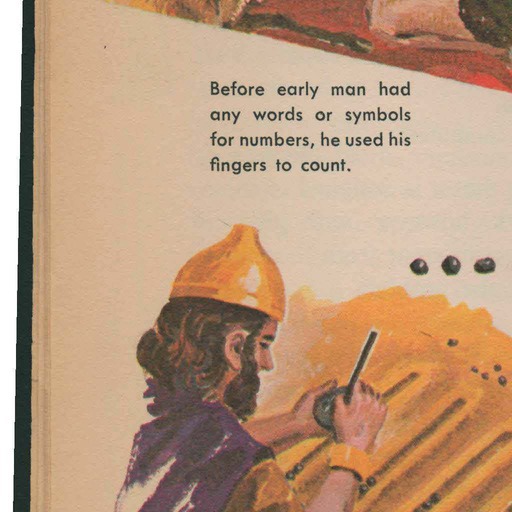 Before early man had
any words or symbols
for numbers, he used his
fingers to count.